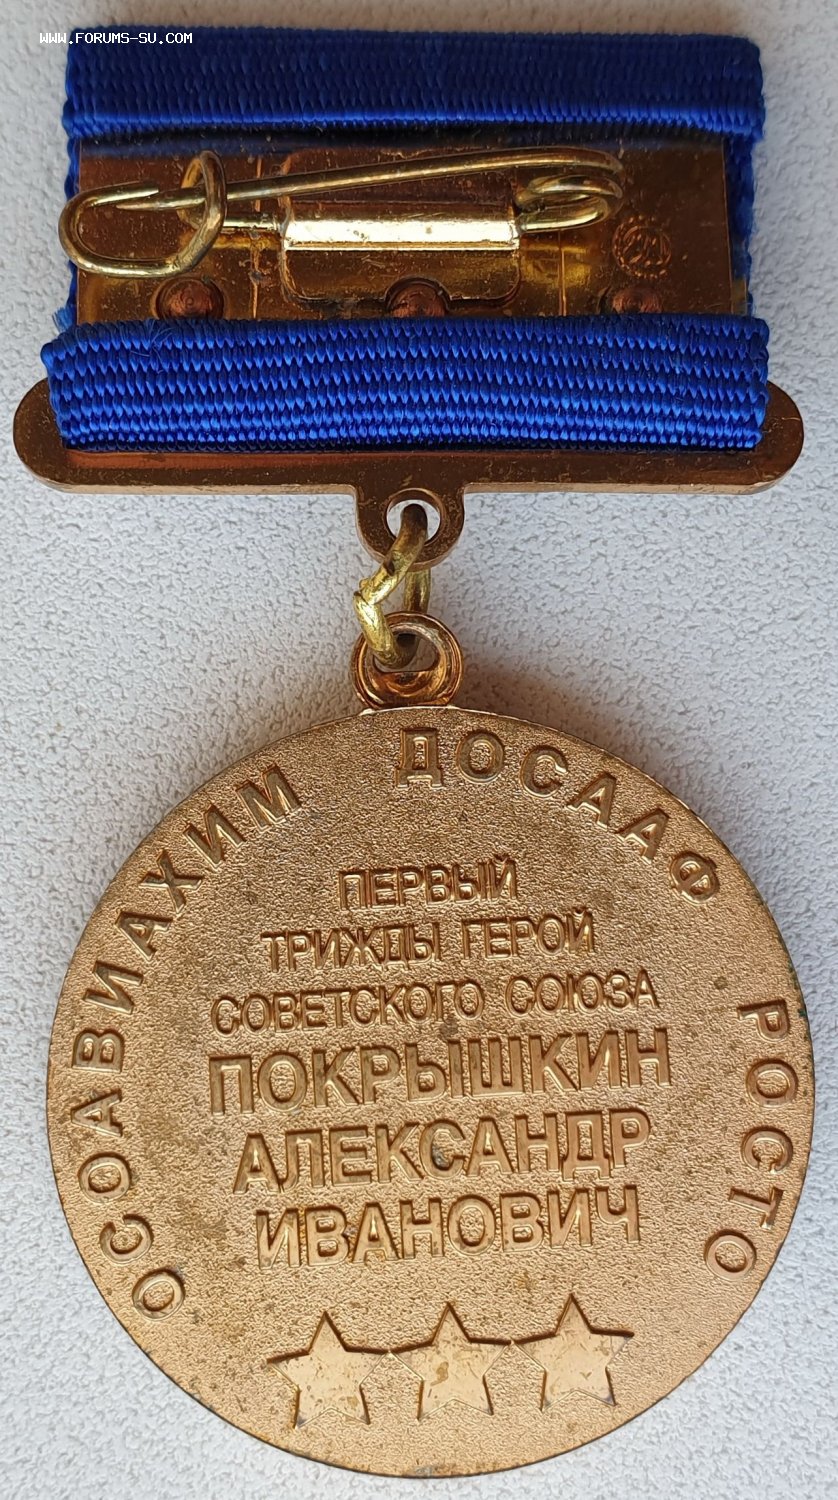 WWW.FORUMS-SU.COM
ОСОАВИАХИМ ДОСААФ РОСТО
ПЕРВЫЙ
ТРИЖДЫ ГЕРОЙ
СОВЕТСКОГО СОЮЗА
ПОКРЫШКИН
АЛЕКСАНДР
ИВАНОВИЧ